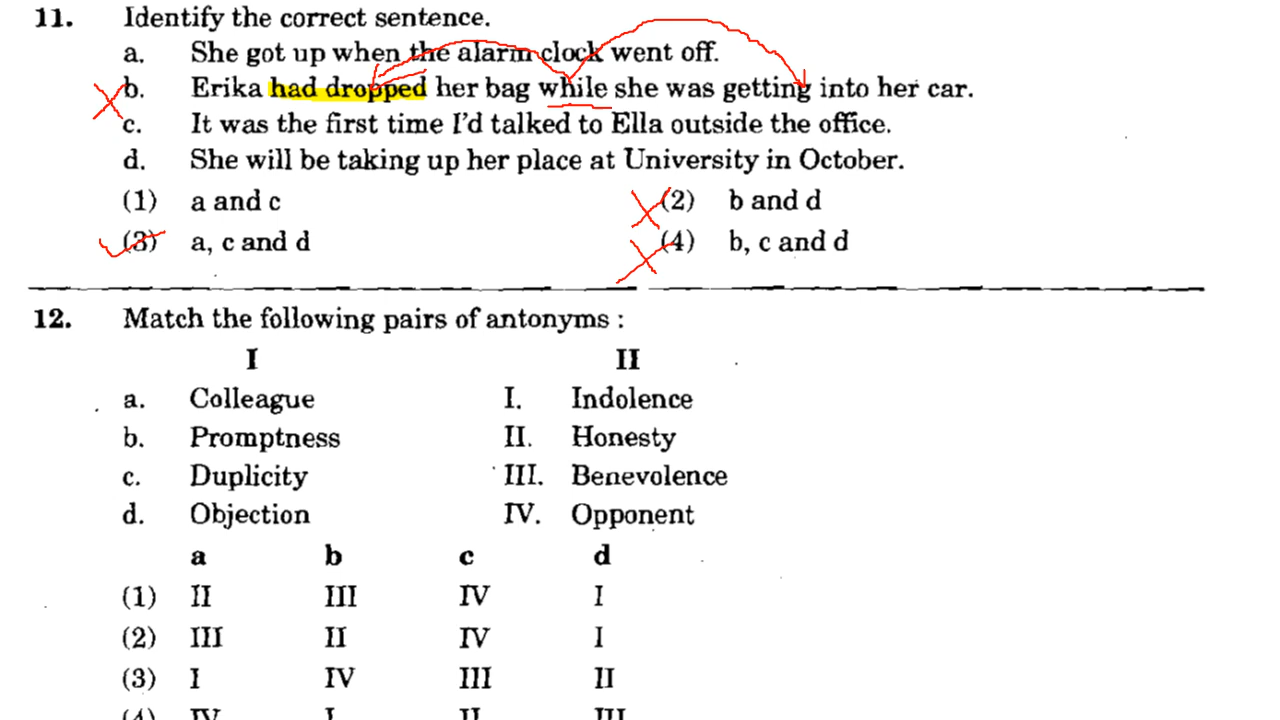 11. Identify the correct sentence.
a. She got up when the alarm clock went off.
b. Erika had dropped her bag while she was getting into her car.
c. It was the first time I'd talked to Ella outside the office.
d. She will be taking up her place at University in October.
(1) a and c (2) b and d
(3) a, c and d (4) b, c and d
12. Match the following pairs of antonyms :
I II
a. Colleague I. Indolence
b. Promptness II. Honesty
c. Duplicity III. Benevolence
d. Objection IV. Opponent
a b c d
(1) II III IV I
(2) III II IV I
(3) I IV III II
(4) IV I II III